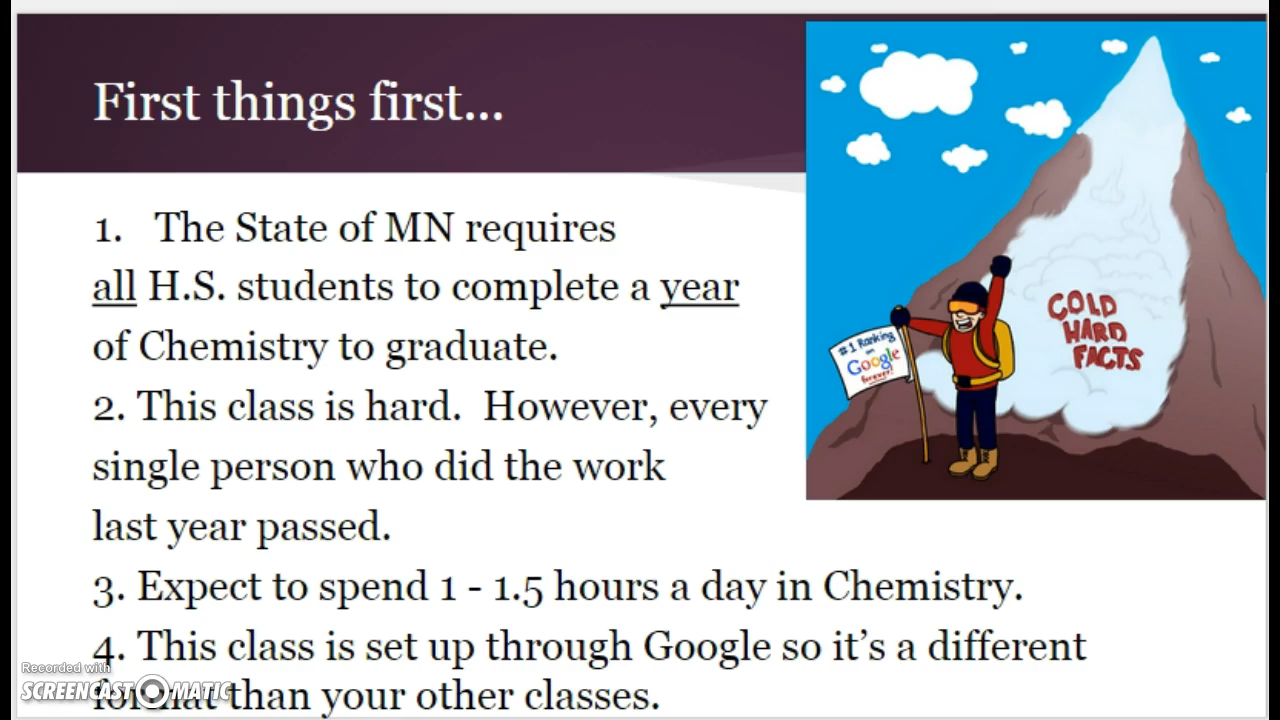 First things first...
1. The State of MN requires
all H.S. students to complete a year
of Chemistry to graduate.
2. This class is hard. However, every
single person who did the work
last year passed.
3. Expect to spend 1 - 1.5 hours a day in Chemistry.
4. This class is set up through Google so it's a different
format than your other classes.
#1 Ranking
on
Google
forever!
COLD
HARD
FACTS
Recorded with
SCREENCAST MATIC